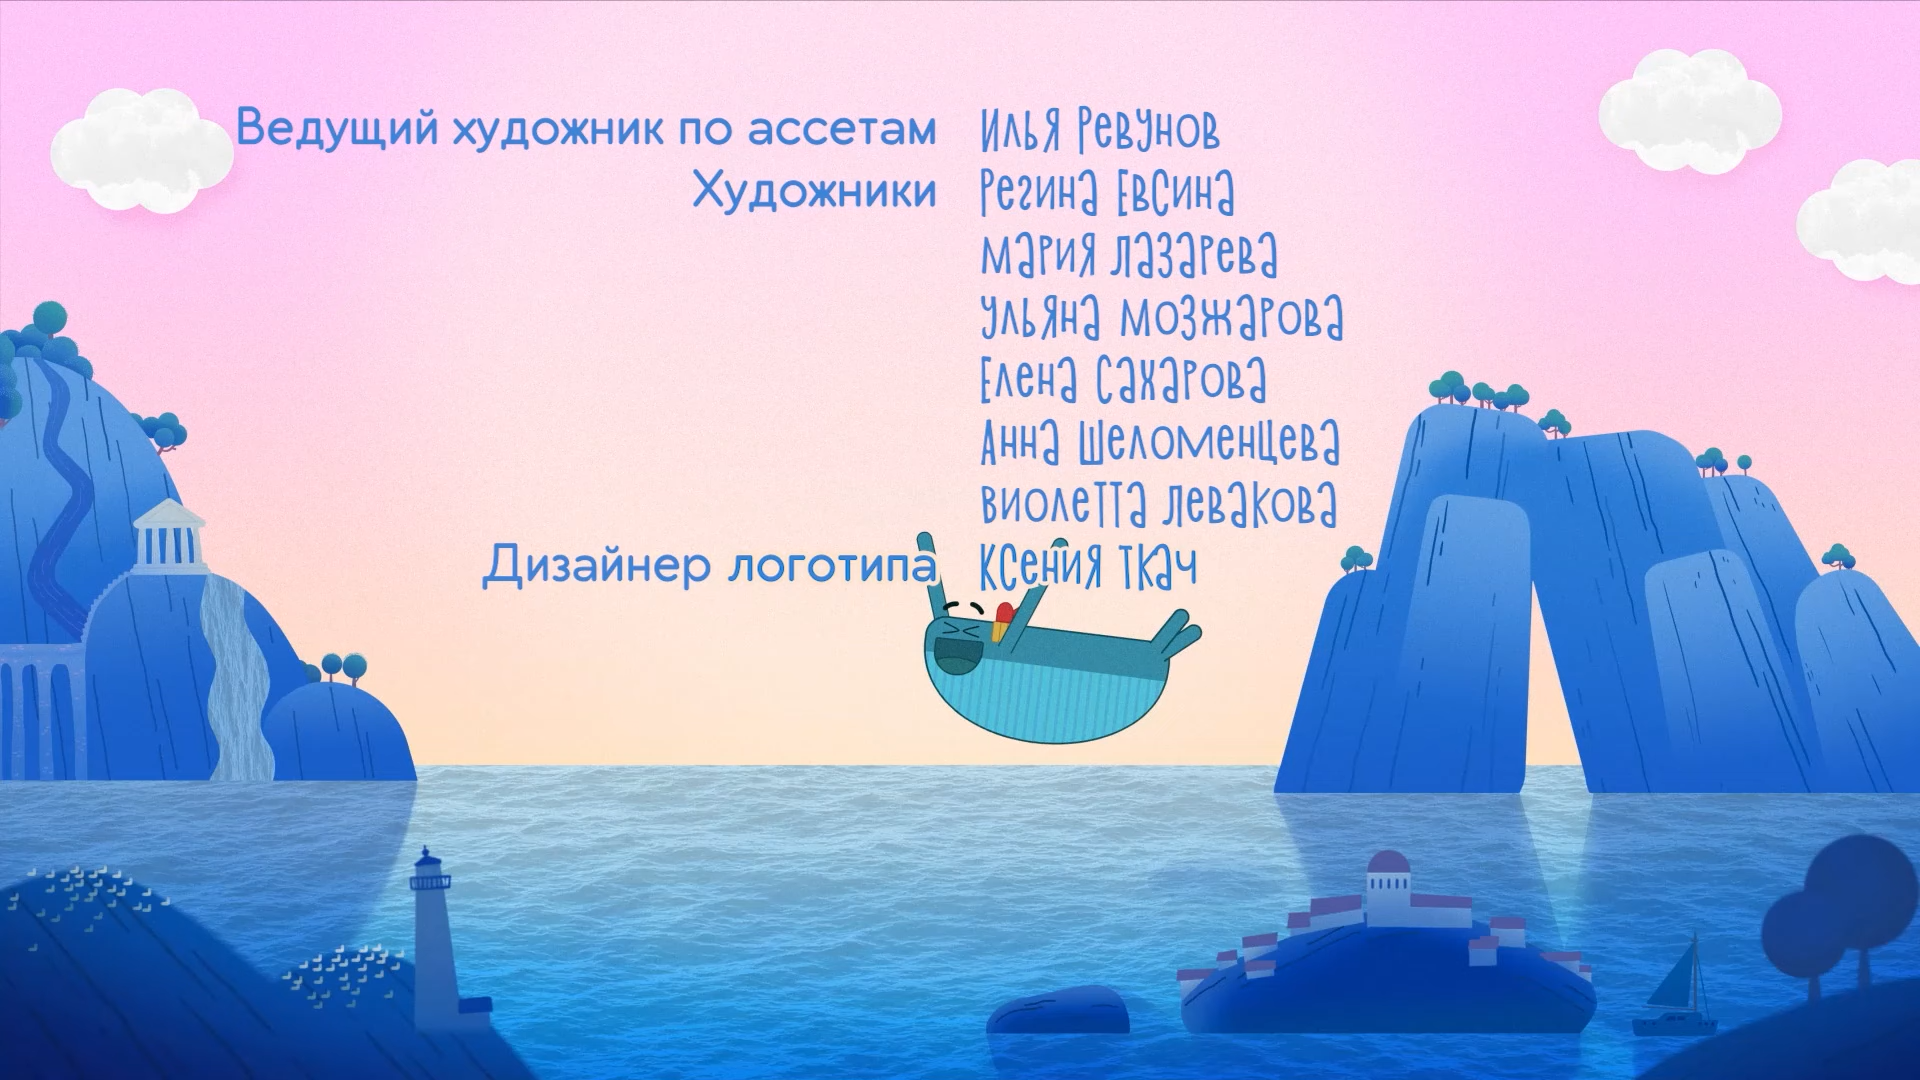 Ведущий художник по ассетам Илья Ревунов
Художники Регина Евсина
Мария Лазарева
Ульяна Мозжарова
Елена Сахарова
Анна Шеломенцева
Виолетта Левакова
Дизайнер логотипа Ксения Ткач